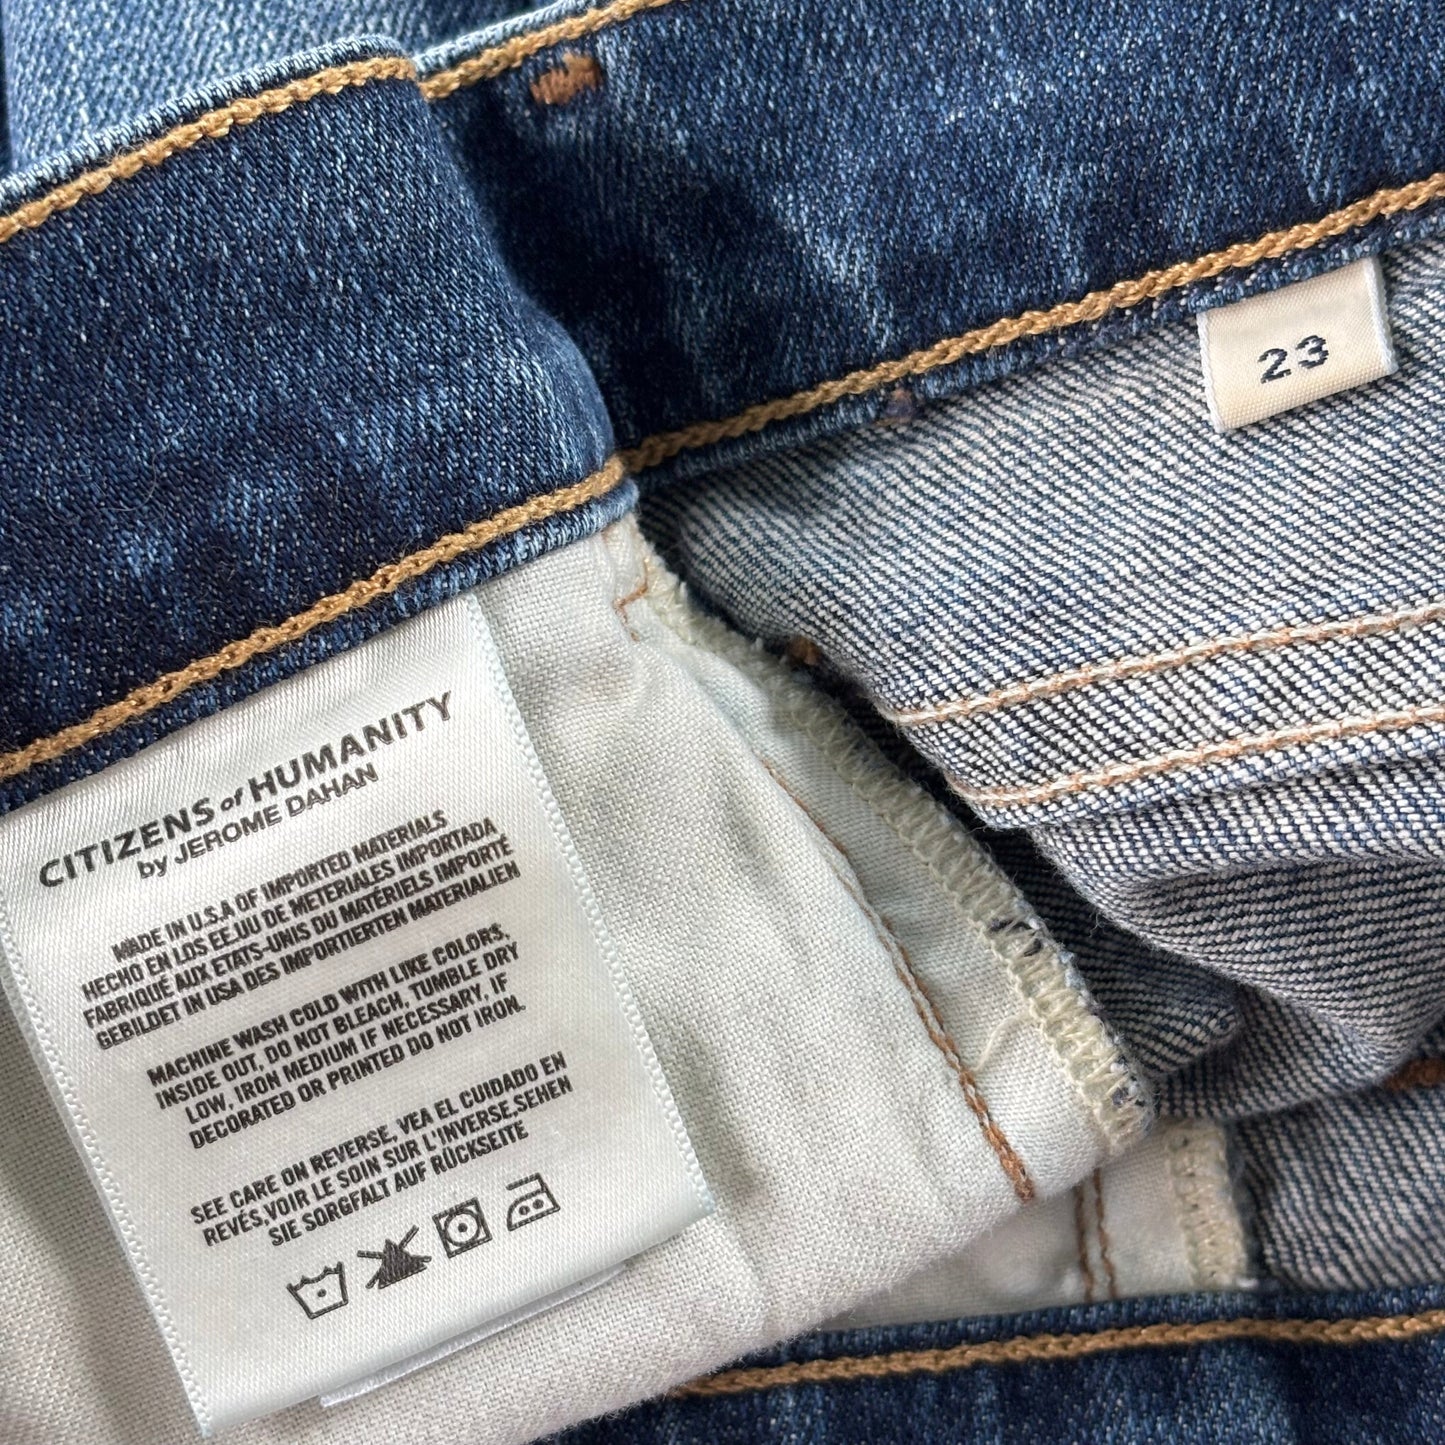 23
CITIZENS of HUMANITY
by JEROME DAHAN
MADE IN U.S.A OF IMPORTED MATERIALS
HECHO EN LOS EE.UU DE METERIALES IMPORTADA
FABRIQUÉ AUX ETATS-UNIS DU MATÉRIELS IMPORTÉ
GEBILDET IN USA DES IMPORTIERTEN MATERIALIEN
MACHINE WASH COLD WITH LIKE COLORS,
INSIDE OUT, DO NOT BLEACH, TUMBLE DRY
LOW, IRON MEDIUM IF NECESSARY, IF
DECORATED OR PRINTED DO NOT IRON.
SEE CARE ON REVERSE, VEA EL CUIDADO EN
REVÉS,VOIR LE SOIN SUR L'INVERSE,SEHEN
SIE SORGFALT AUF RÜCKSEITE